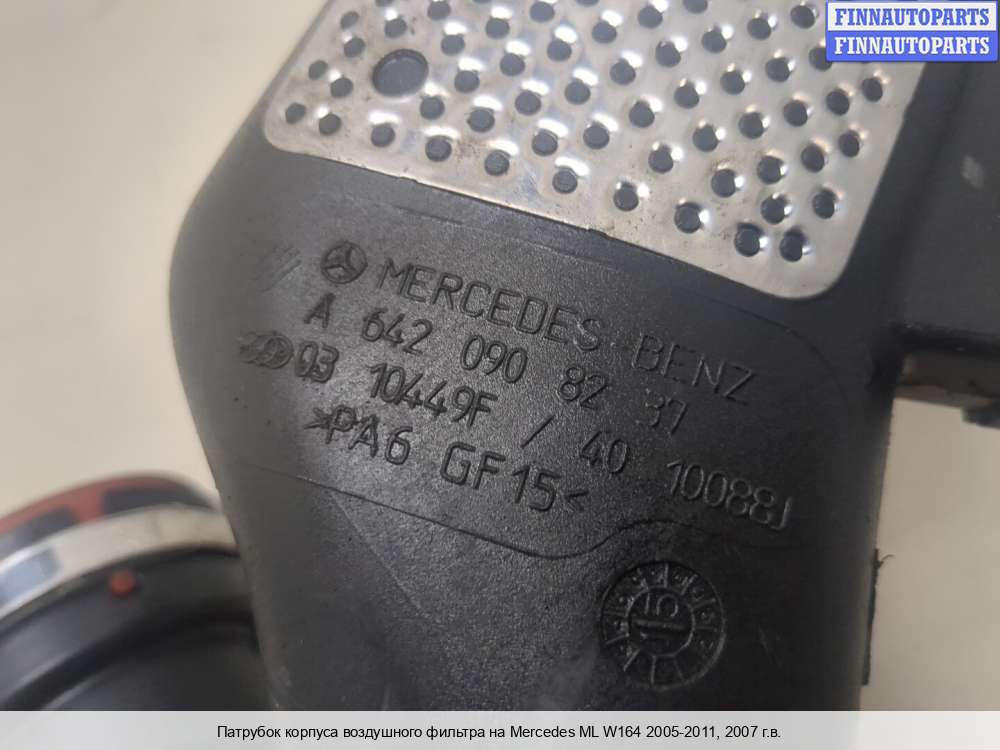 FINNAUTOPARTS
FINNAUTOPARTS
MERCEDES BENZ
A 642 090 82 37
03 10449F / 40 10088J
>PA6 GF15<
15
Патрубок корпуса воздушного фильтра на Mercedes ML W164 2005-2011, 2007 г.в.